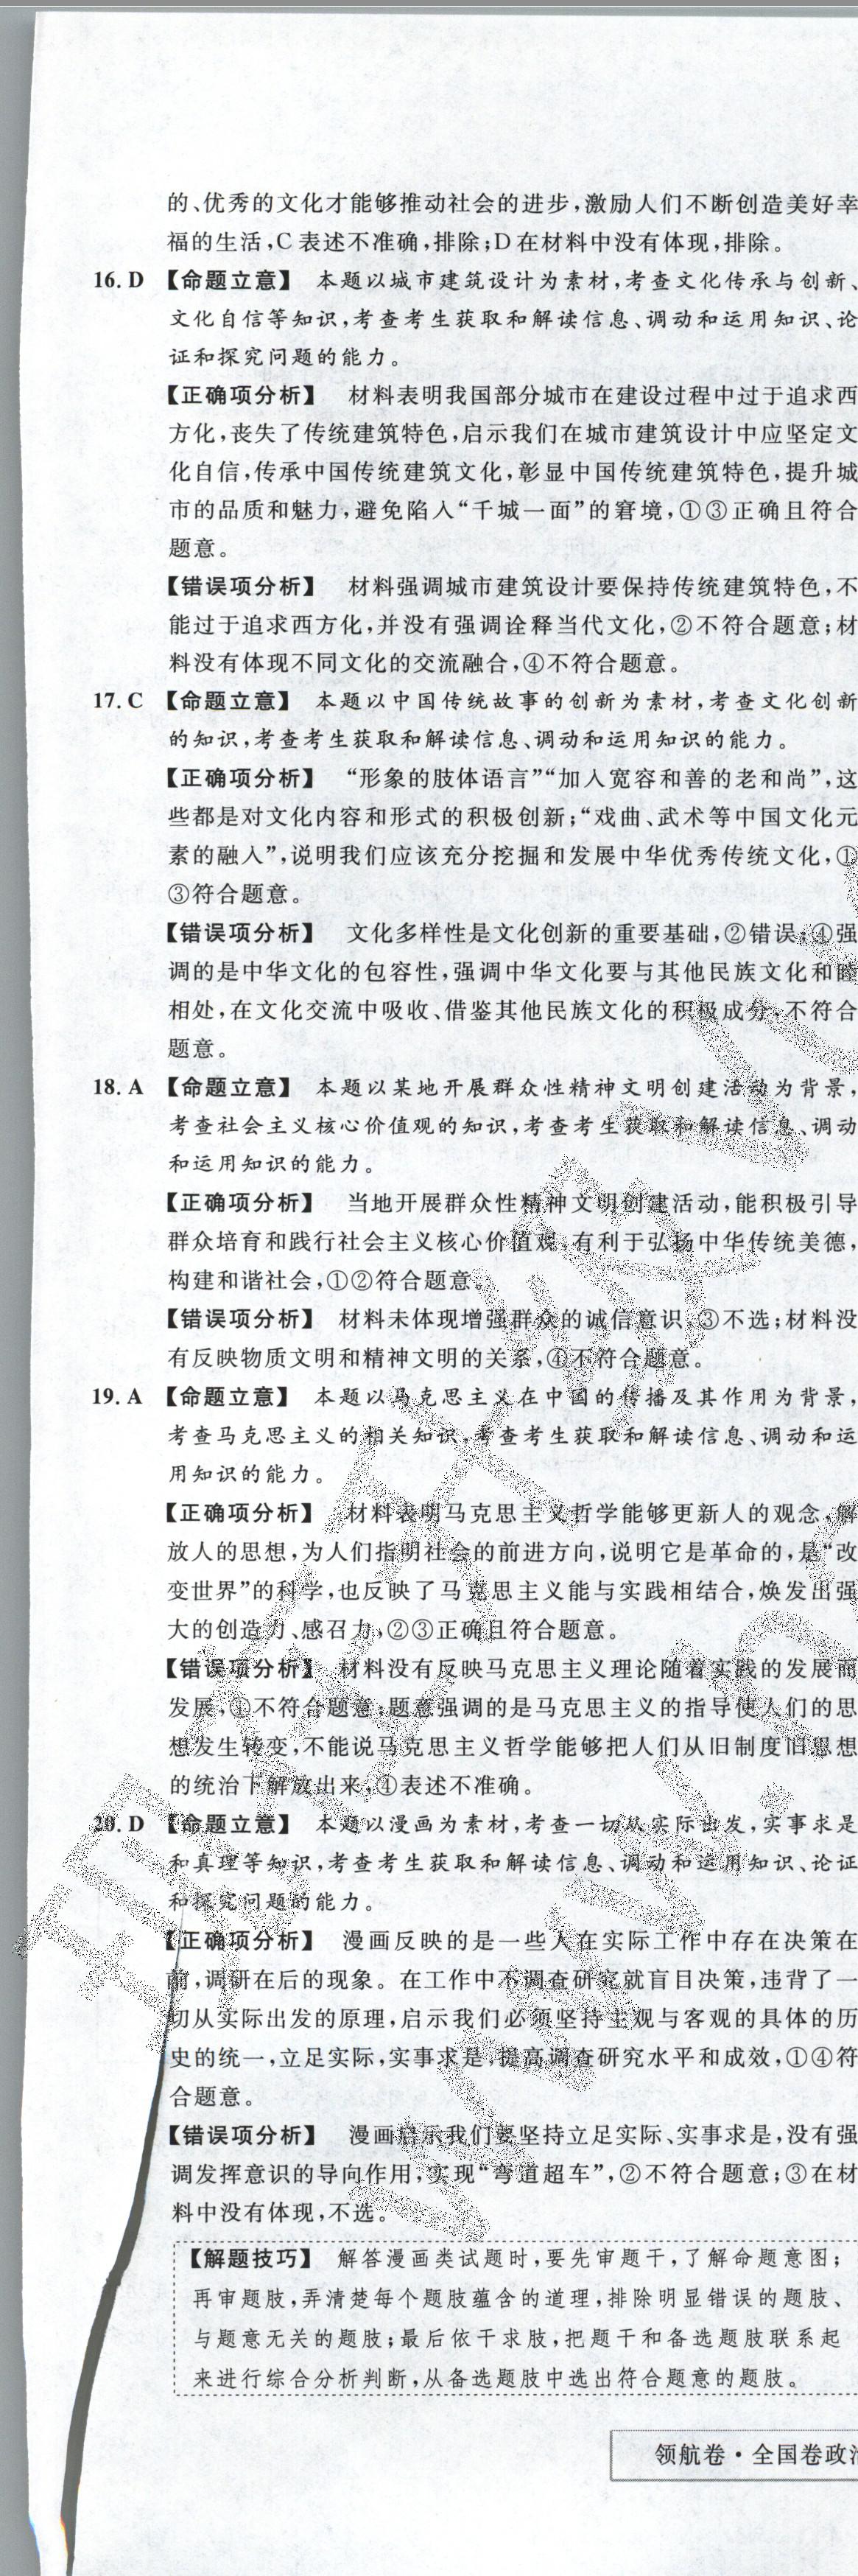 的、优秀的文化才能够推动社会的进步,激励人们不断创造美好幸
福的生活,C表述不准确,排除;D在材料中没有体现,排除。
16. D 【命题立意】 本题以城市建筑设计为素材,考查文化传承与创新、
文化自信等知识,考查考生获取和解读信息、调动和运用知识、论
证和探究问题的能力。
【正确项分析】 材料表明我国部分城市在建设过程中过于追求西
方化,丧失了传统建筑特色,启示我们在城市建筑设计中应坚定文
化自信,传承中国传统建筑文化,彰显中国传统建筑特色,提升城
市的品质和魅力,避免陷入“千城一面”的窘境,①③正确且符合
题意。
【错误项分析】 材料强调城市建筑设计要保持传统建筑特色,不
能过于追求西方化,并没有强调诠释当代文化,②不符合题意;材
料没有体现不同文化的交流融合,④不符合题意。
17. C 【命题立意】 本题以中国传统故事的创新为素材,考查文化创新
的知识,考查考生获取和解读信息、调动和运用知识的能力。
【正确项分析】 “形象的肢体语言”“加入宽容和善的老和尚”,这
些都是对文化内容和形式的积极创新;“戏曲、武术等中国文化元
素的融入”,说明我们应该充分挖掘和发展中华优秀传统文化,①
③符合题意。
【错误项分析】 文化多样性是文化创新的重要基础,②错误;④强
调的是中华文化的包容性,强调中华文化要与其他民族文化和睦
相处,在文化交流中吸收、借鉴其他民族文化的积极成分,不符合
题意。
18. A 【命题立意】 本题以某地开展群众性精神文明创建活动为背景,
考查社会主义核心价值观的知识,考查考生获取和解读信息、调动
和运用知识的能力。
【正确项分析】 当地开展群众性精神文明创建活动,能积极引导
群众培育和践行社会主义核心价值观,有利于弘扬中华传统美德,
构建和谐社会,①②符合题意。
【错误项分析】 材料未体现增强群众的诚信意识,③不选;材料没
有反映物质文明和精神文明的关系,④不符合题意。
19. A 【命题立意】 本题以马克思主义在中国的传播及其作用为背景,
考查马克思主义的相关知识,考查考生获取和解读信息、调动和运
用知识的能力。
【正确项分析】 材料表明马克思主义哲学能够更新人的观念,解
放人的思想,为人们指明社会的前进方向,说明它是革命的,是“改
变世界”的科学,也反映了马克思主义能与实践相结合,焕发出强
大的创造力、感召力,②③正确且符合题意。
【错误项分析】 材料没有反映马克思主义理论随着实践的发展而
发展,①不符合题意;题意强调的是马克思主义的指导使人们的思
想发生转变,不能说马克思主义哲学能够把人们从旧制度旧思想
的统治下解放出来,④表述不准确。
20. D 【命题立意】 本题以漫画为素材,考查一切从实际出发,实事求是
和真理等知识,考查考生获取和解读信息、调动和运用知识、论证
和探究问题的能力。
【正确项分析】 漫画反映的是一些人在实际工作中存在决策在
前,调研在后的现象。在工作中不调查研究就盲目决策,违背了一
切从实际出发的原理,启示我们必须坚持主观与客观的具体的历
史的统一,立足实际,实事求是,提高调查研究水平和成效,①④符
合题意。
【错误项分析】 漫画启示我们要坚持立足实际、实事求是,没有强
调发挥意识的导向作用,实现“弯道超车”,②不符合题意;③在材
料中没有体现,不选。
【解题技巧】 解答漫画类试题时,要先审题干,了解命题意图;
再审题肢,弄清楚每个题肢蕴含的道理,排除明显错误的题肢、
与题意无关的题肢;最后依干求肢,把题干和备选题肢联系起
来进行综合分析判断,从备选题肢中选出符合题意的题肢。
领航卷·全国卷政治